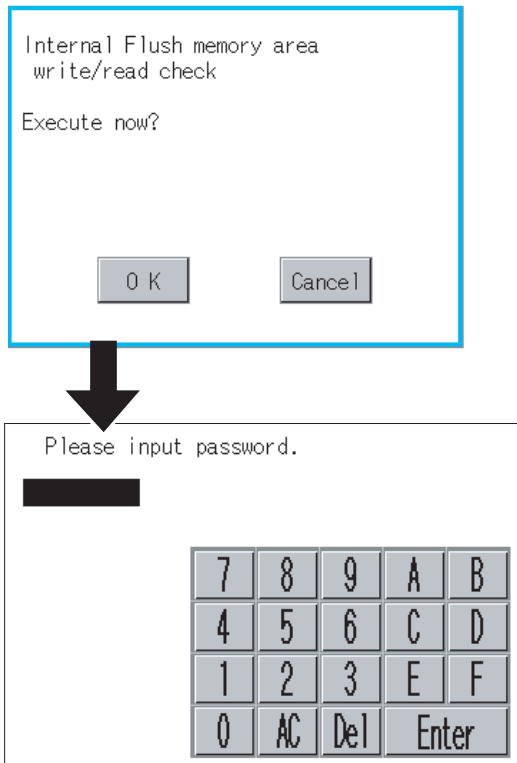 Internal Flush memory area
write/read check
Execute now?
OK Cancel
Please input password.
7 8 9 A B
4 5 6 C D
1 2 3 E F
0 AC Del Enter